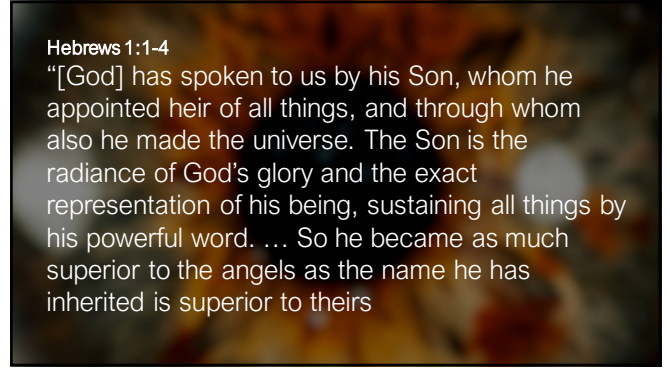 Hebrews 1:1-4
“[God] has spoken to us by his Son, whom he
appointed heir of all things, and through whom
also he made the universe. The Son is the
radiance of God’s glory and the exact
representation of his being, sustaining all things by
his powerful word. … So he became as much
superior to the angels as the name he has
inherited is superior to theirs